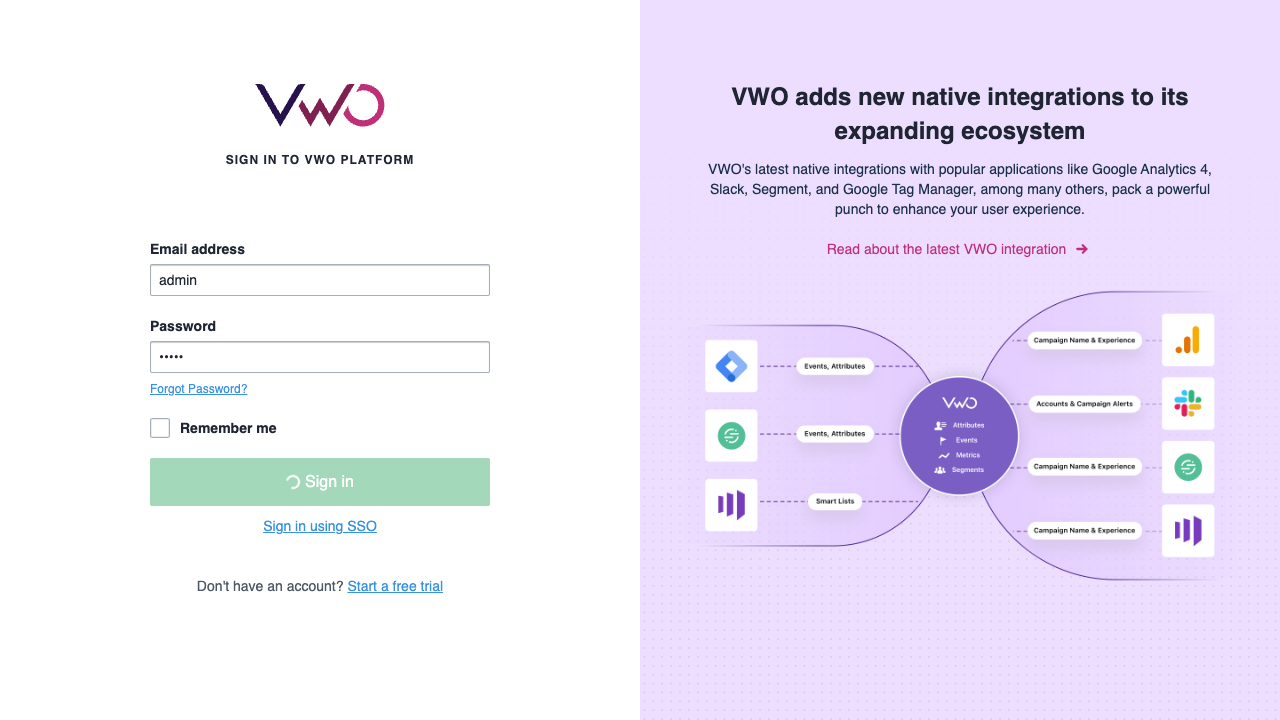 VWO
SIGN IN TO VWO PLATFORM
Email address
admin
Password
•••••
Forgot Password?
Remember me
Sign in
Sign in using SSO
Don't have an account? Start a free trial
VWO adds new native integrations to its
expanding ecosystem
VWO's latest native integrations with popular applications like Google Analytics 4,
Slack, Segment, and Google Tag Manager, among many others, pack a powerful
punch to enhance your user experience.
Read about the latest VWO integration
Events, Attributes
Events, Attributes
Smart Lists
VWO
Attributes
Events
Metrics
Segments
Campaign Name & Experience
Accounts & Campaign Alerts
Campaign Name & Experience
Campaign Name & Experience